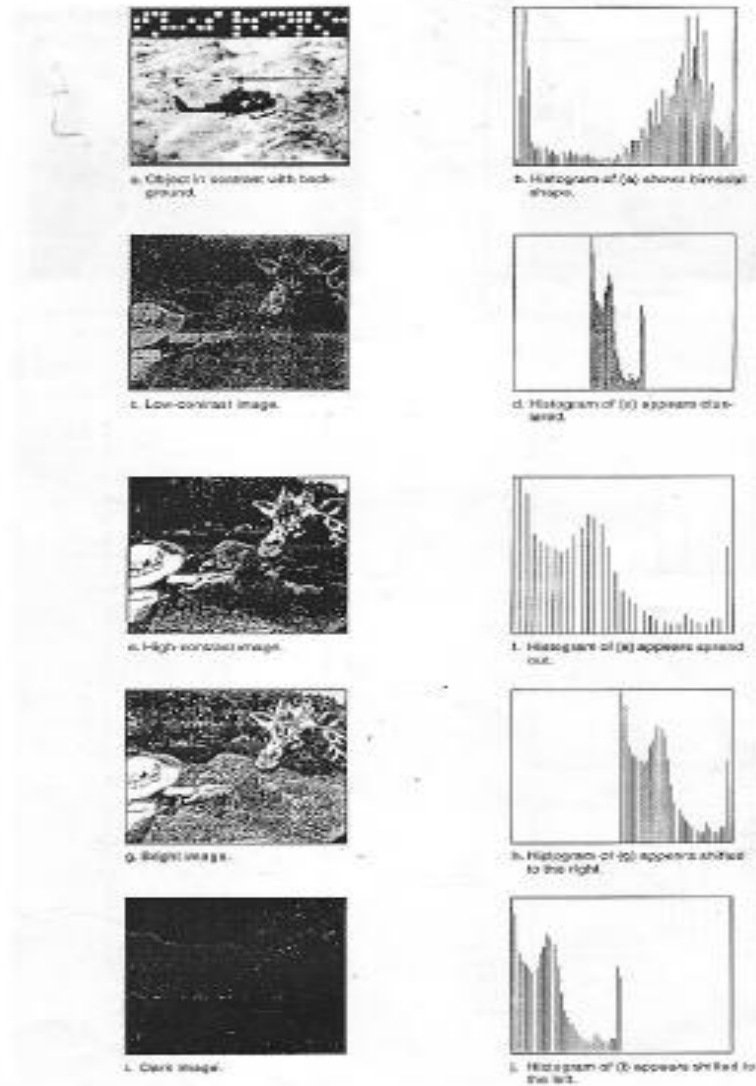 a. Object in contrast with back-
ground.
b. Histogram of (a) shows bimodal
shape.
c. Low-contrast image.
d. Histogram of (c) appears clus-
tered.
e. High-contrast image.
f. Histogram of (e) appears spread
out.
g. Bright image.
h. Histogram of (g) appears shifted
to the right.
i. Dark image.
j. Histogram of (i) appears shifted to
the left.